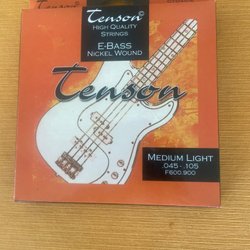 Tenson©
HIGH QUALITY
STRINGS
E-BASS
NICKEL WOUND
Tenson
MEDIUM LIGHT
.045 - .105
F600.900